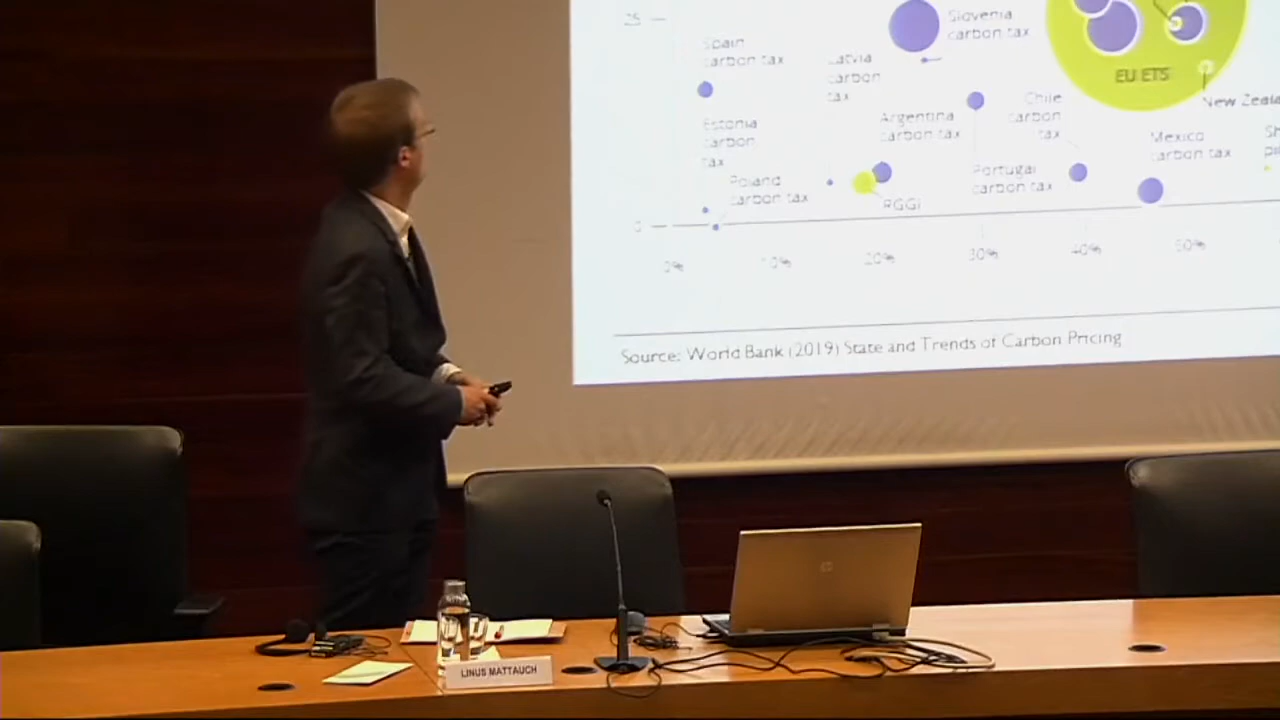 25
Slovenia
carbon tax
Spain
carbon tax
Latvia
carbon
tax
EU ETS
New Zeala
Chile
carbon
tax
Argentina
carbon tax
Estonia
carbon
tax
Mexico
carbon tax
Poland
carbon tax
Portugal
carbon tax
RGGI
0
0%
10%
20%
30%
40%
50%
Source: World Bank (2019) State and Trends of Carbon Pricing
hp
LINUS MATTAUCH